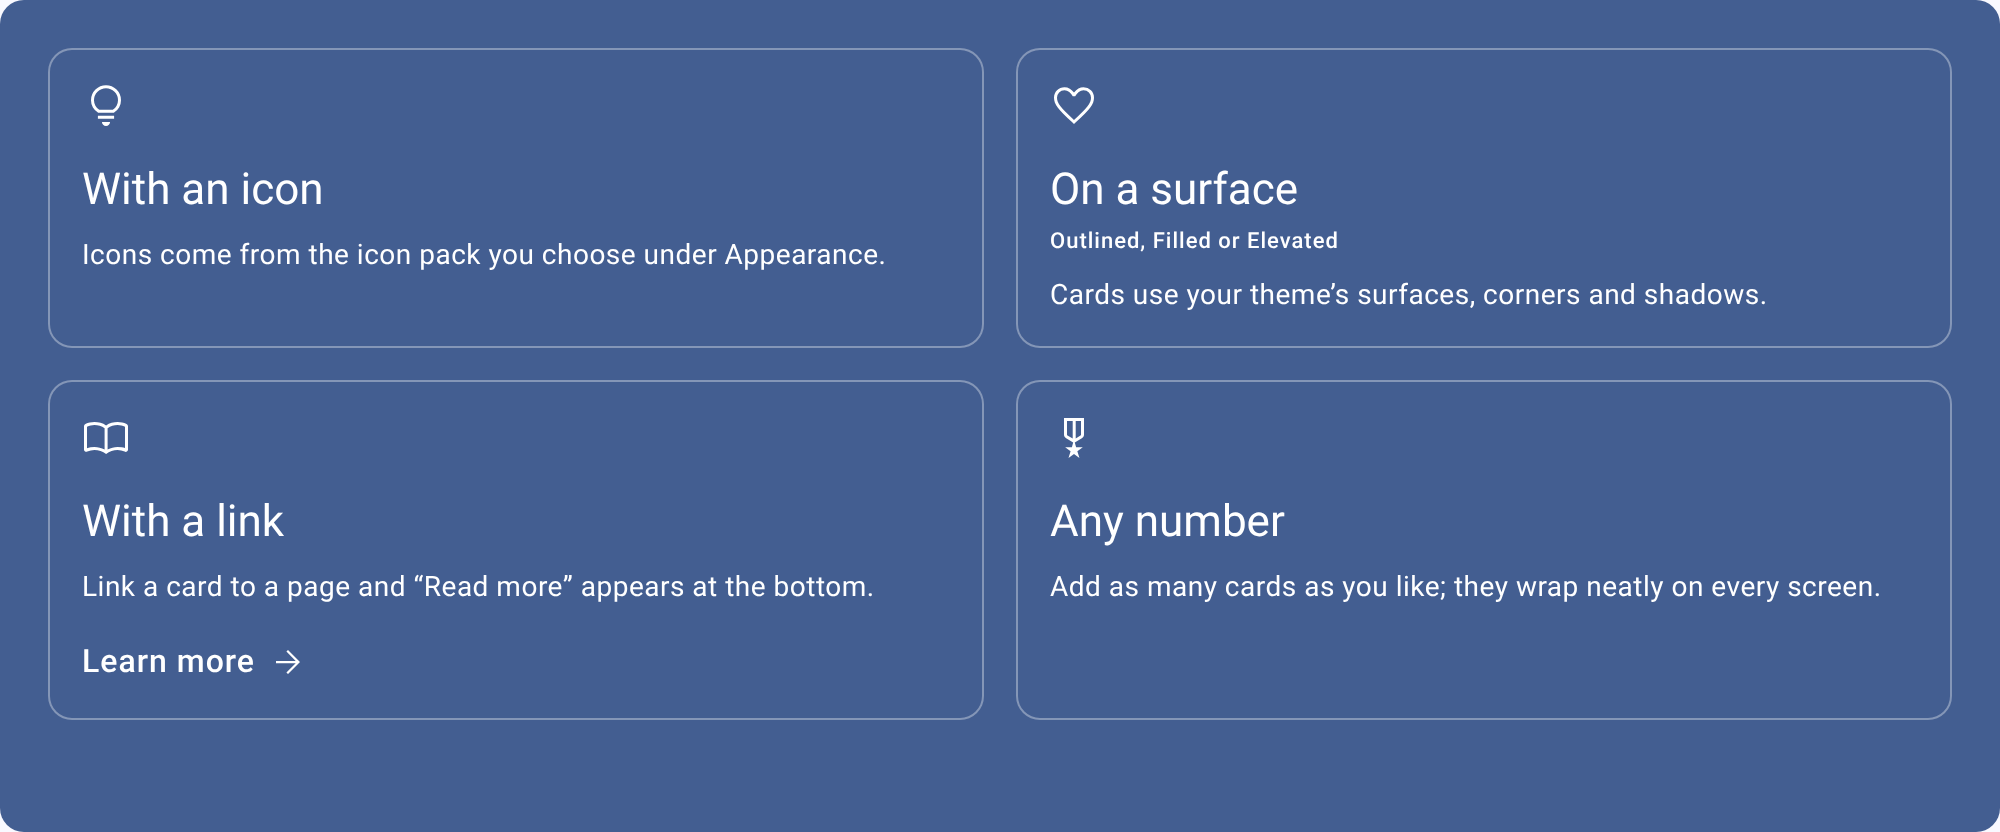 With an icon
Icons come from the icon pack you choose under Appearance.
On a surface
Outlined, Filled or Elevated
Cards use your theme’s surfaces, corners and shadows.
With a link
Link a card to a page and “Read more” appears at the bottom.
Learn more
Any number
Add as many cards as you like; they wrap neatly on every screen.